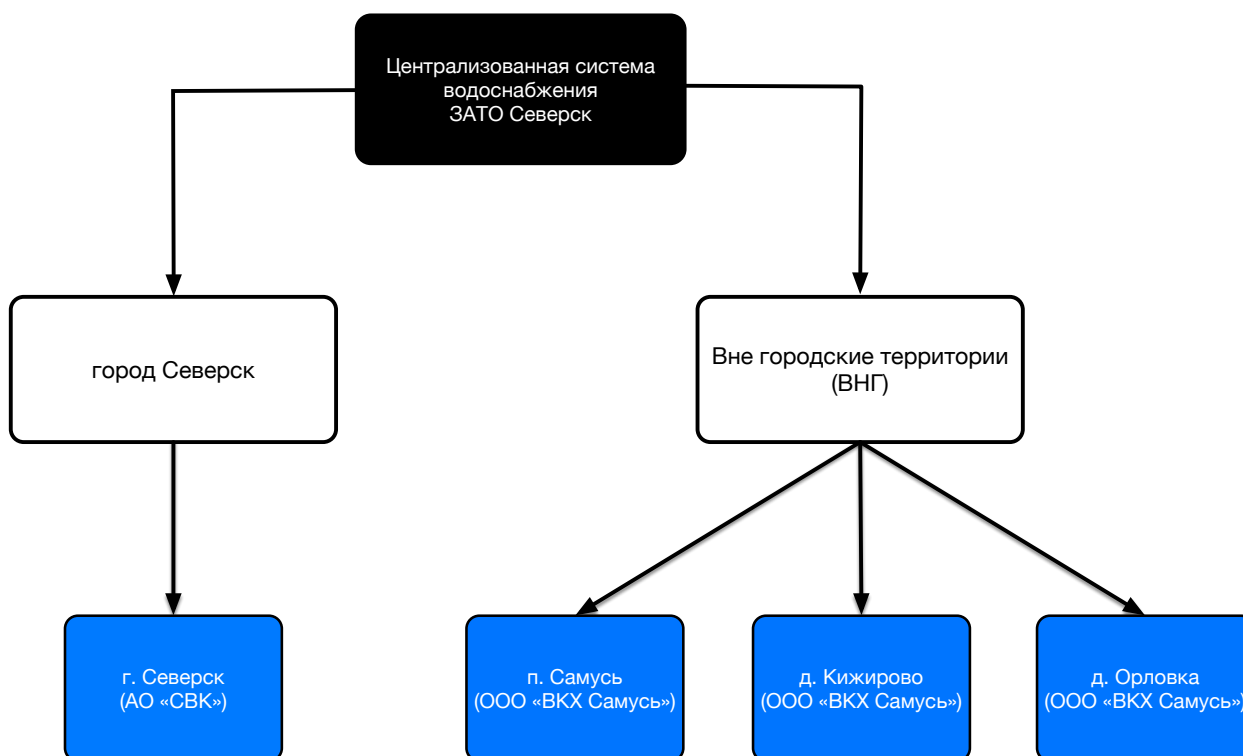 Централизованная система
водоснабжения
ЗАТО Северск
город Северск
Вне городские территории
(ВНГ)
г. Северск
(АО «СВК»)
п. Самусь
(ООО «ВКХ Самусь»)
д. Кижирово
(ООО «ВКХ Самусь»)
д. Орловка
(ООО «ВКХ Самусь»)